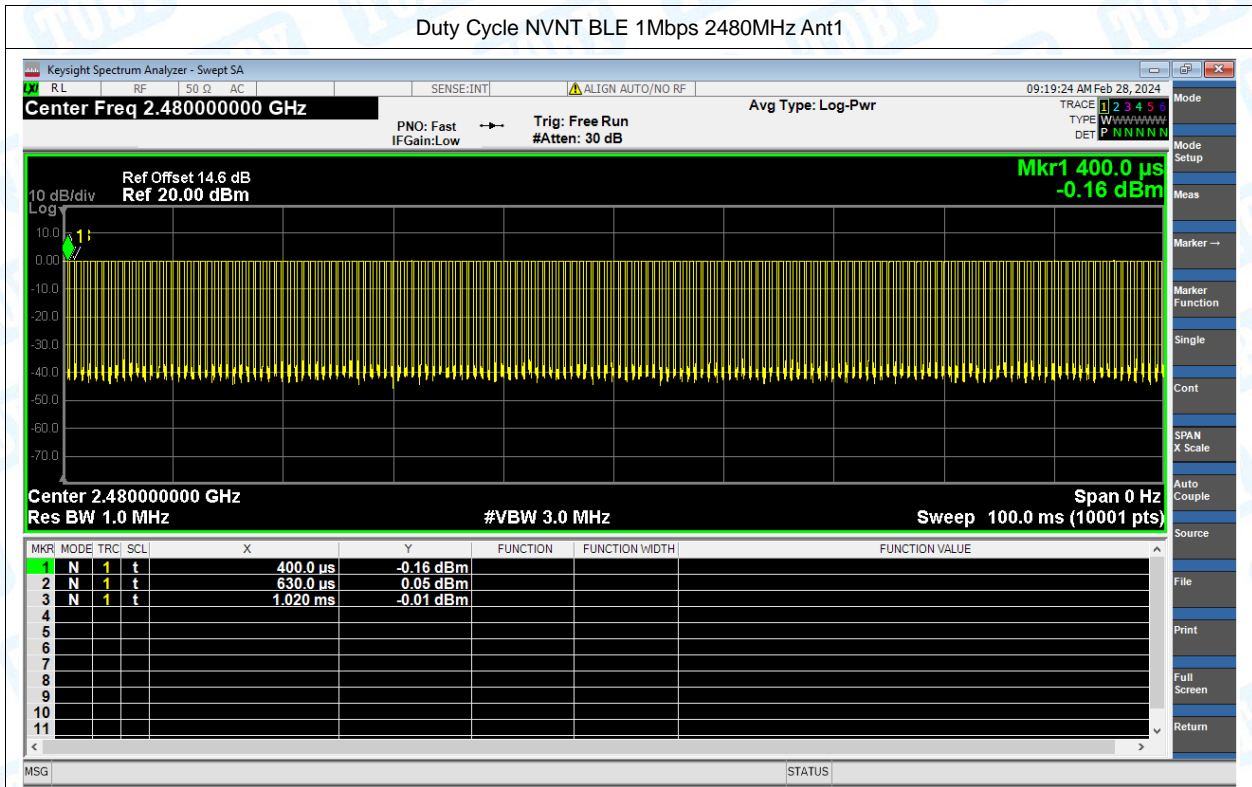 Duty Cycle NVNT BLE 1Mbps 2480MHz Ant1
Keysight Spectrum Analyzer - Swept SA
LXI RL RF 50 Ω AC SENSE:INT ALIGN AUTO/NO RF 09:19:24 AM Feb 28, 2024
Center Freq 2.480000000 GHz
PNO: Fast
IFGain:Low
Trig: Free Run
#Atten: 30 dB
Avg Type: Log-Pwr
TRACE 1 2 3 4 5 6
TYPE WWWWWW
DET P N N N N N
Mkr1 400.0 µs
-0.16 dBm
Ref Offset 14.6 dB
10 dB/div Ref 20.00 dBm
Log
1
10.0
0.00
-10.0
-20.0
-30.0
-40.0
-50.0
-60.0
-70.0
Center 2.480000000 GHz Span 0 Hz
Res BW 1.0 MHz #VBW 3.0 MHz Sweep 100.0 ms (10001 pts)
MKR MODE TRC SCL X Y FUNCTION FUNCTION WIDTH FUNCTION VALUE
1 N 1 t 400.0 µs -0.16 dBm
2 N 1 t 630.0 µs 0.05 dBm
3 N 1 t 1.020 ms -0.01 dBm
4
5
6
7
8
9
10
11
MSG STATUS
Mode
Mode
Setup
Meas
Marker →
Marker
Function
Single
Cont
SPAN
X Scale
Auto
Couple
Source
File
Print
Full
Screen
Return
TOBY